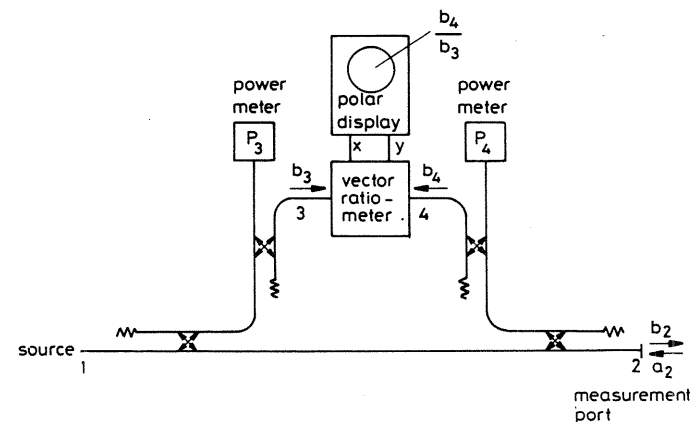 b4
b3
power
meter
P3
polar
display
x
y
power
meter
P4
b3
3
vector
ratio-
meter.
b4
4
source
1
2
b2
a2
measurement
port